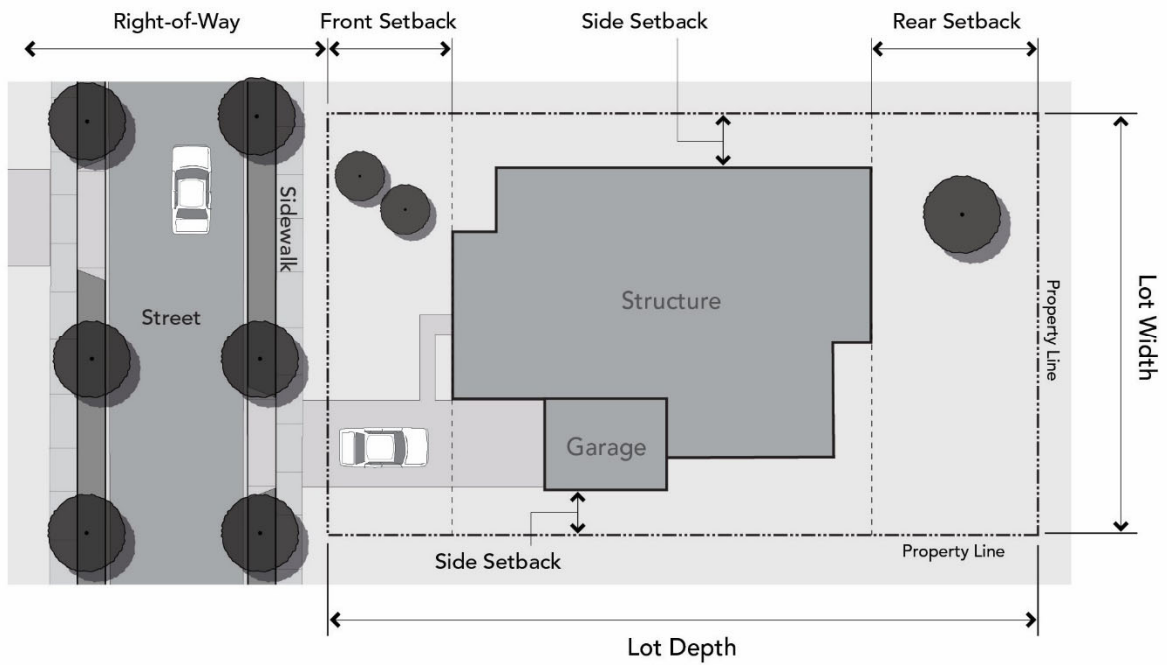 Right-of-Way
Front Setback
Side Setback
Rear Setback
Sidewalk
Street
Structure
Garage
Side Setback
Property Line
Property Line
Lot Width
Lot Depth